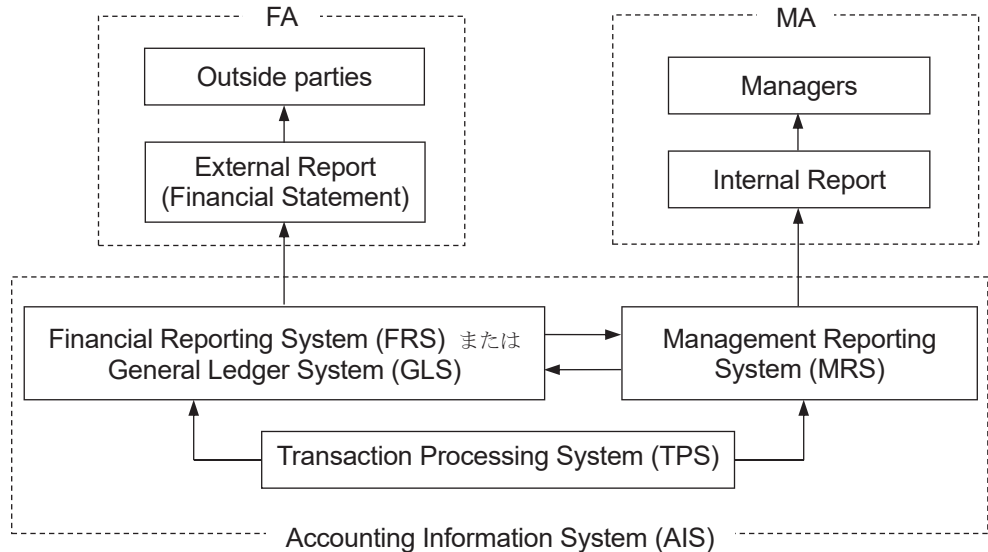 FA
MA
Outside parties
Managers
External Report
(Financial Statement)
Internal Report
Financial Reporting System (FRS) または
General Ledger System (GLS)
Management Reporting
System (MRS)
Transaction Processing System (TPS)
Accounting Information System (AIS)